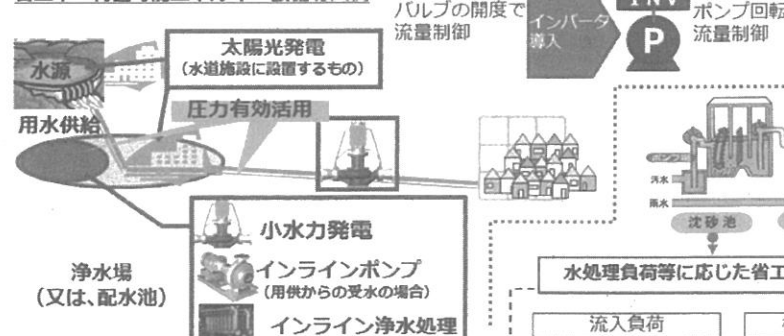 バルブの開度で
流量制御
インバータ
導入
INV
P
ポンプ回転
流量制御
太陽光発電
(水道施設に設置するもの)
水源
圧力有効活用
用水供給
小水力発電
インラインポンプ
(用供からの受水の場合)
インライン浄水処理
浄水場
(又は、配水池)
ポンプ
汚水
雨水
沈砂池
水処理負荷等に応じた省エ
流入負荷